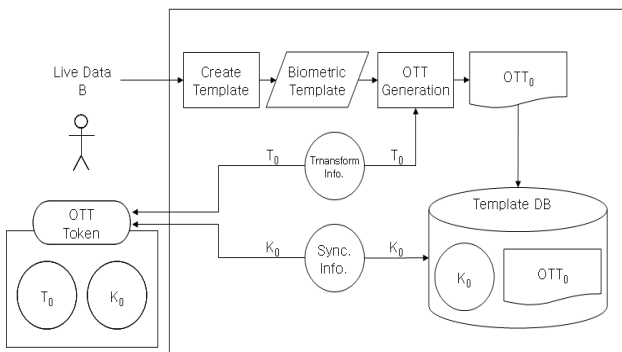 Live Data
B
Create
Template
Biometric
Template
OTT
Generation
OTT₀
T₀
Trnansform
Info.
T₀
OTT
Token
K₀
Sync.
Info.
K₀
Template DB
K₀
OTT₀
T₀
K₀